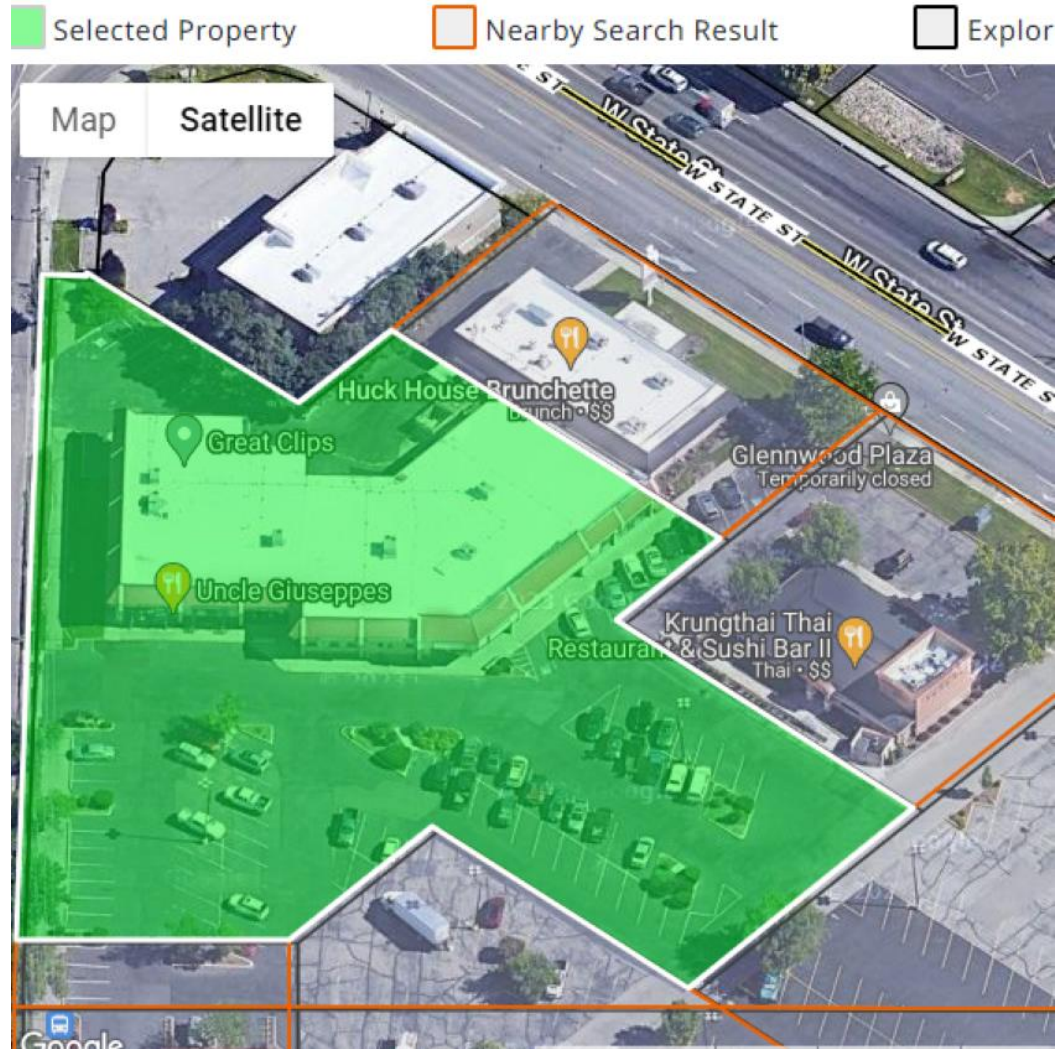 Selected Property
Nearby Search Result
Explor
Map
Satellite
E ST
W State St
W STATE ST
W State St
W STATE S
Huck House Brunchette
Brunch • $$
Great Clips
Glennwood Plaza
Temporarily closed
Uncle Giuseppes
Krungthai Thai
Restaurant & Sushi Bar II
Thai • $$
Google